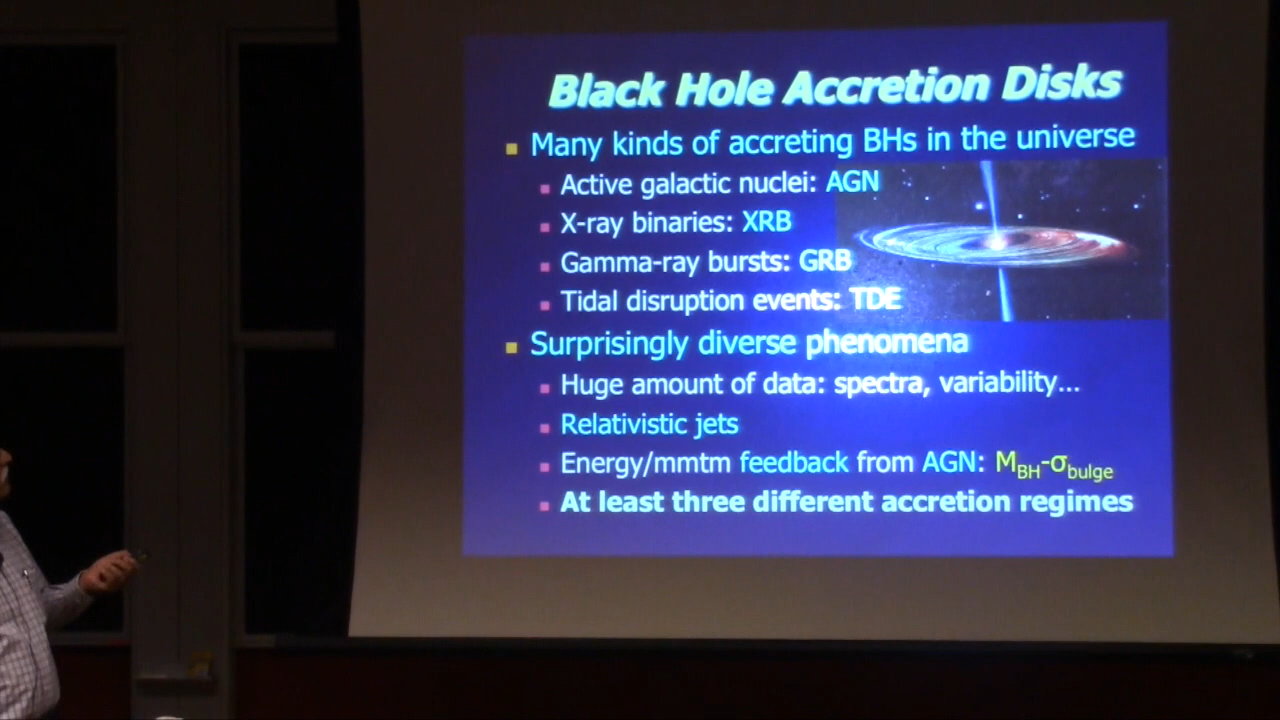 Black Hole Accretion Disks
Many kinds of accreting BHs in the universe
Active galactic nuclei: AGN
X-ray binaries: XRB
Gamma-ray bursts: GRB
Tidal disruption events: TDE
Surprisingly diverse phenomena
Huge amount of data: spectra, variability...
Relativistic jets
Energy/mmtm feedback from AGN: M_BH-σ_bulge
At least three different accretion regimes